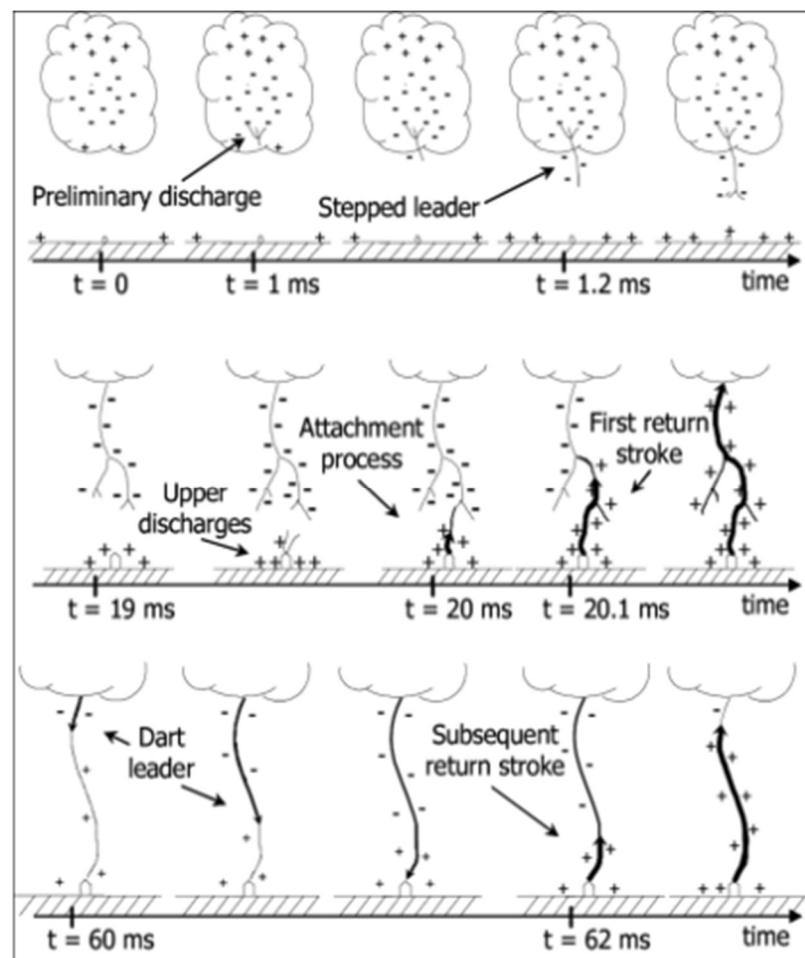 Preliminary discharge
Stepped leader
t = 0
t = 1 ms
t = 1.2 ms
time
Attachment
process
First return
stroke
Upper
discharges
t = 19 ms
t = 20 ms
t = 20.1 ms
time
Dart
leader
Subsequent
return stroke
t = 60 ms
t = 62 ms
time